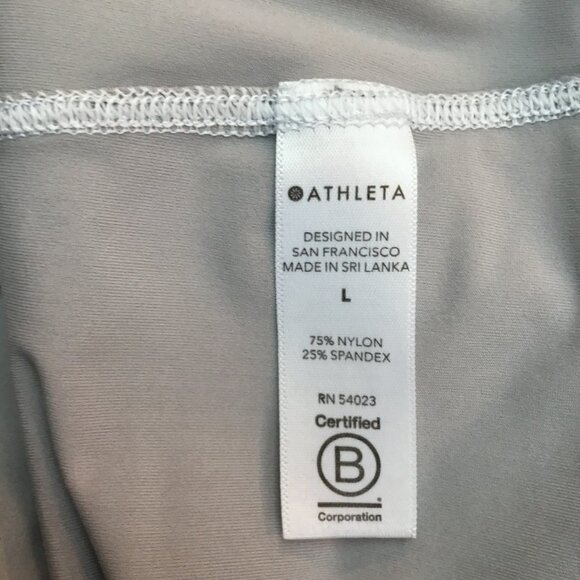 ATHLETA
DESIGNED IN
SAN FRANCISCO
MADE IN SRI LANKA
L
75% NYLON
25% SPANDEX
RN 54023
Certified
B
®
Corporation